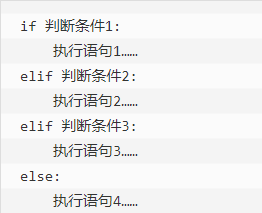 if 判断条件1:
    执行语句1……
elif 判断条件2:
    执行语句2……
elif 判断条件3:
    执行语句3……
else:
    执行语句4……